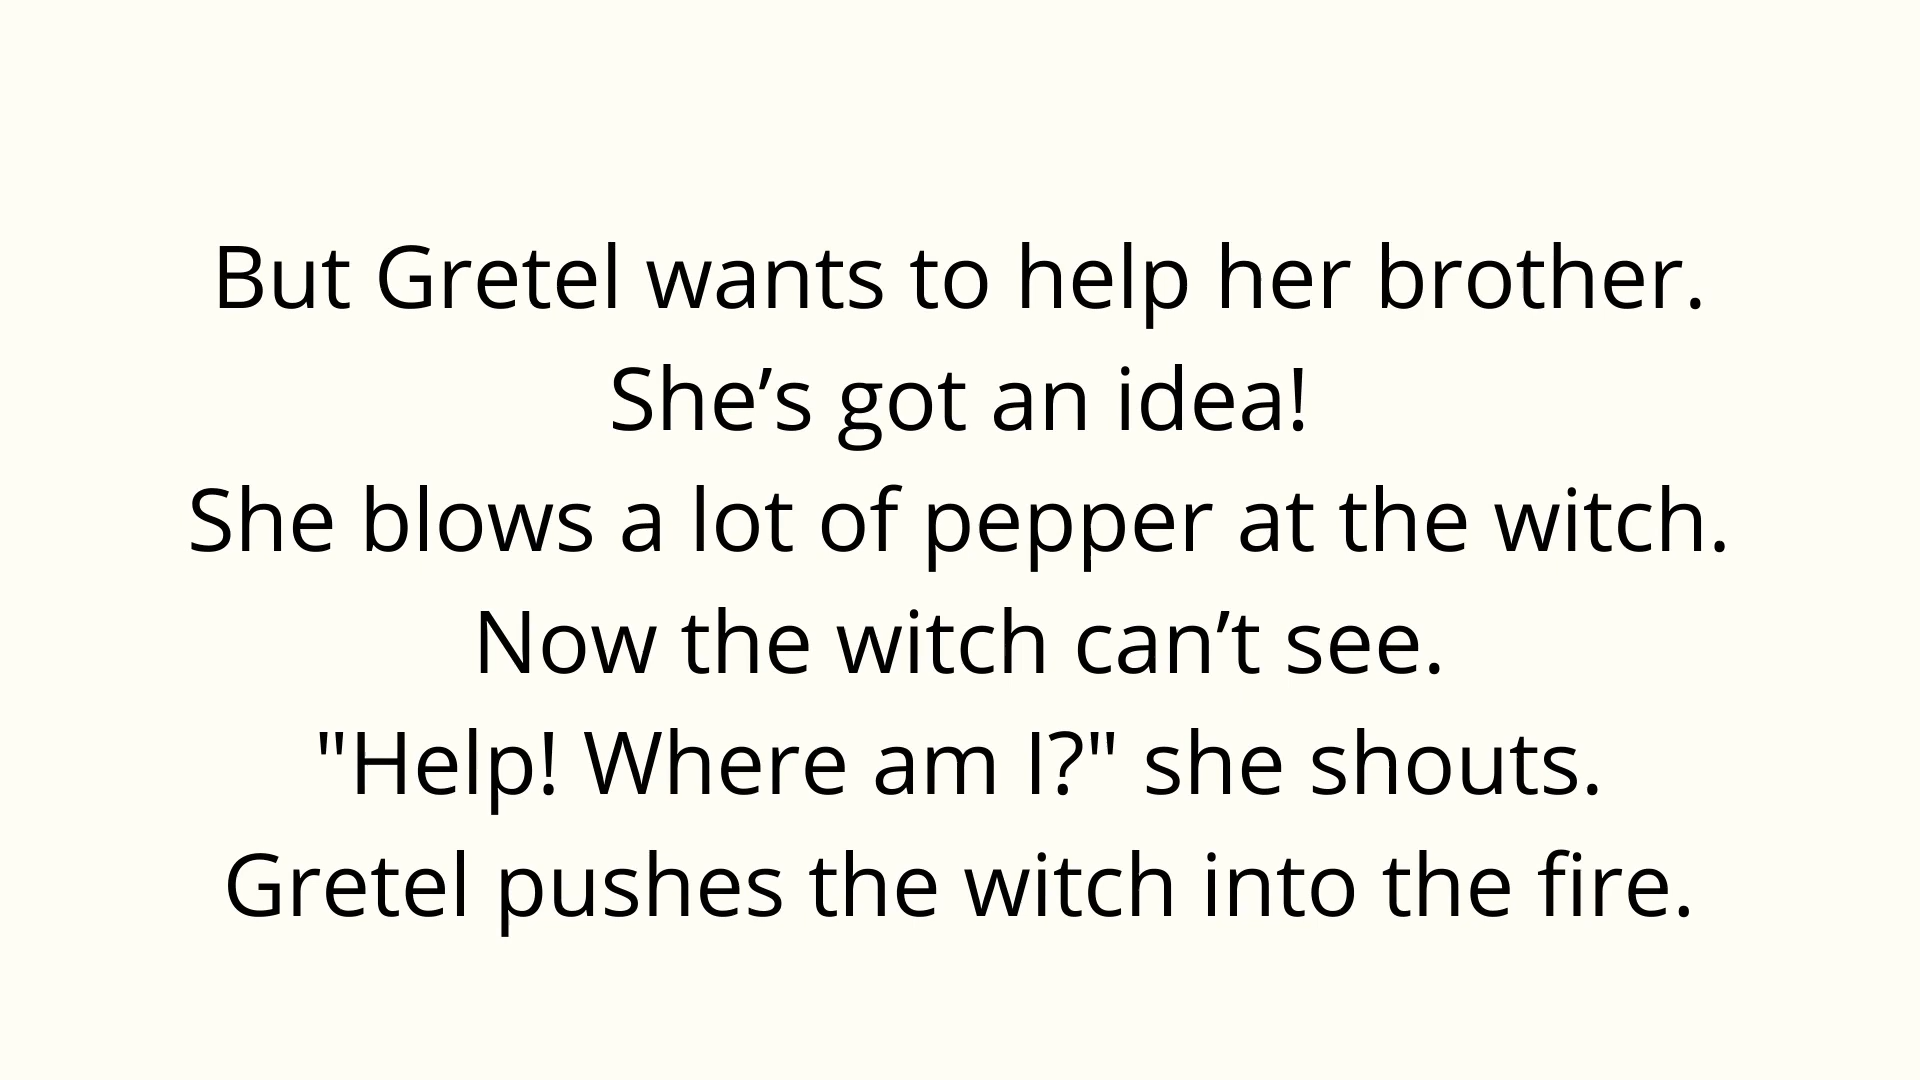 But Gretel wants to help her brother.
She’s got an idea!
She blows a lot of pepper at the witch.
Now the witch can’t see.
"Help! Where am I?" she shouts.
Gretel pushes the witch into the fire.